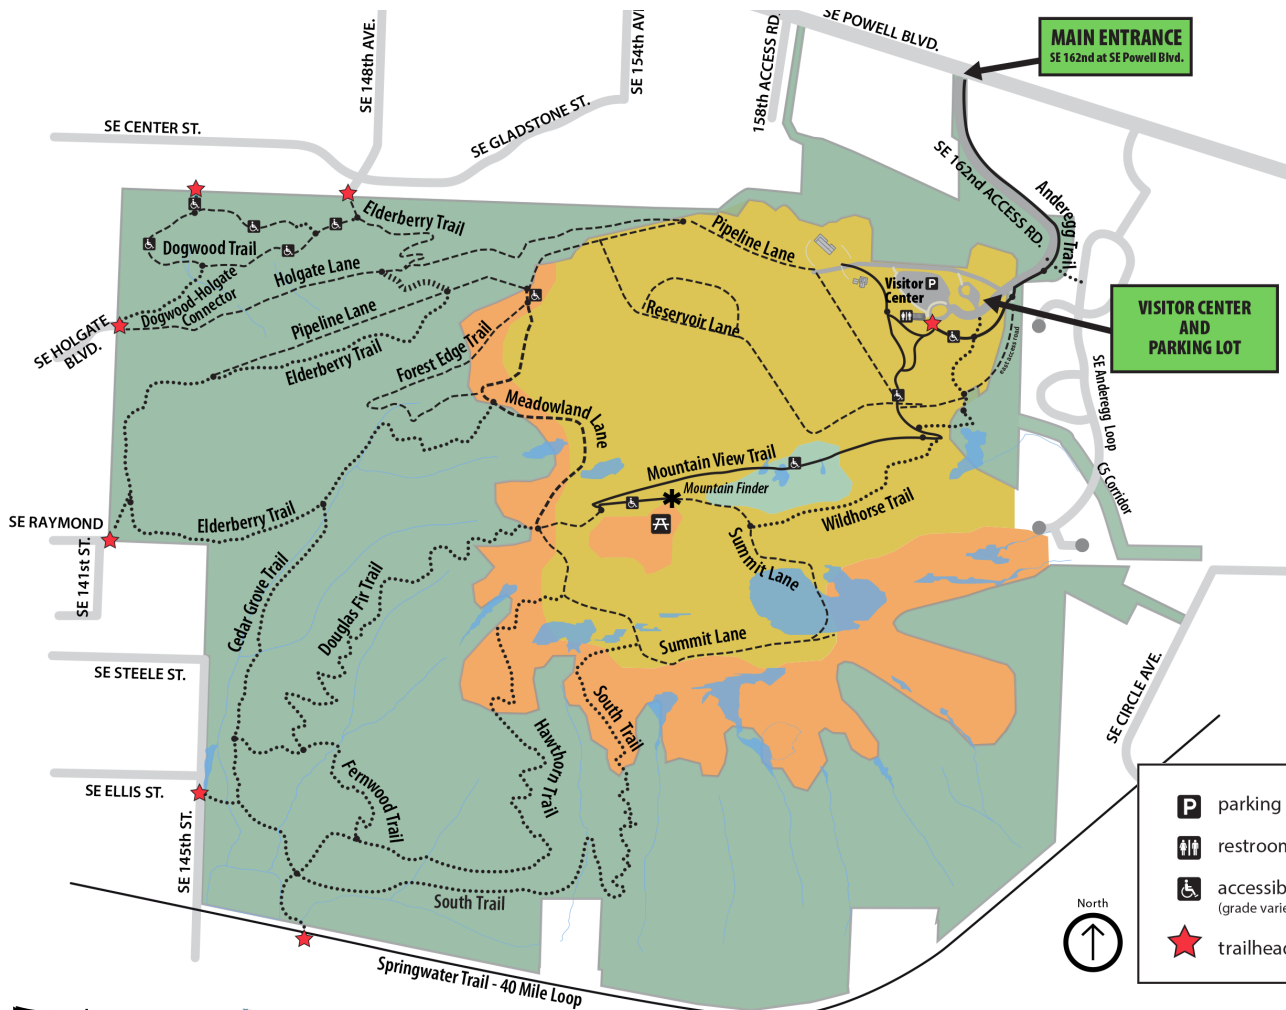 SE POWELL BLVD.
MAIN ENTRANCE
SE 162nd at SE Powell Blvd.
SE 148th AVE.
SE 154th AV
158th ACCESS RD.
SE CENTER ST.
SE GLADSTONE ST.
SE 162nd ACCESS RD.
Anderegg Trail
Elderberry Trail
Dogwood Trail
Pipeline Lane
Holgate Lane
Dogwood-Holgate
Connector
Visitor
Center
P
VISITOR CENTER
AND
PARKING LOT
Reservoir Lane
Pipeline Lane
SE HOLGATE
BLVD.
Elderberry Trail
Forest Edge Trail
east access road
SE Anderegg Loop
Meadowland Lane
Mountain View Trail
Mountain Finder
CS Corridor
Wildhorse Trail
SE RAYMOND
Elderberry Trail
SE 141st ST.
Summit Lane
Cedar Grove Trail
Douglas Fir Trail
Summit Lane
SE STEELE ST.
SE CIRCLE AVE.
South Trail
Hawthorn Trail
SE ELLIS ST.
Fernwood Trail
SE 145th ST.
South Trail
Springwater Trail - 40 Mile Loop
North
P parking
restroom
accessib
(grade varie
trailhead